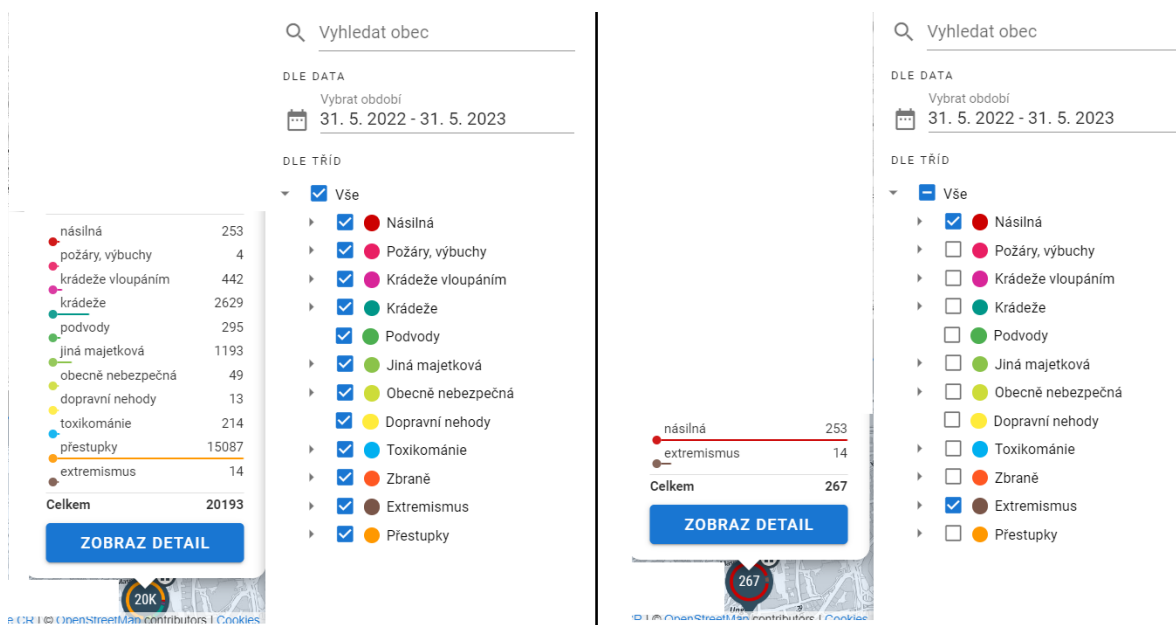 Vyhledat obec
DLE DATA
Vybrat období
31. 5. 2022 - 31. 5. 2023
DLE TŘÍD
Vše
Násilná
Požáry, výbuchy
Krádeže vloupáním
Krádeže
Podvody
Jiná majetková
Obecně nebezpečná
Dopravní nehody
Toxikománie
Zbraně
Extremismus
Přestupky
násilná 253
požáry, výbuchy 4
krádeže vloupáním 442
krádeže 2629
podvody 295
jiná majetková 1193
obecně nebezpečná 49
dopravní nehody 13
toxikománie 214
přestupky 15087
extremismus 14
Celkem 20193
ZOBRAZ DETAIL
20K
e CR | © OpenStreetMap contributors | Cookies
Vyhledat obec
DLE DATA
Vybrat období
31. 5. 2022 - 31. 5. 2023
DLE TŘÍD
Vše
Násilná
Požáry, výbuchy
Krádeže vloupáním
Krádeže
Podvody
Jiná majetková
Obecně nebezpečná
Dopravní nehody
Toxikománie
Zbraně
Extremismus
Přestupky
násilná 253
extremismus 14
Celkem 267
ZOBRAZ DETAIL
267
| © OpenStreetMap contributors | Cookies